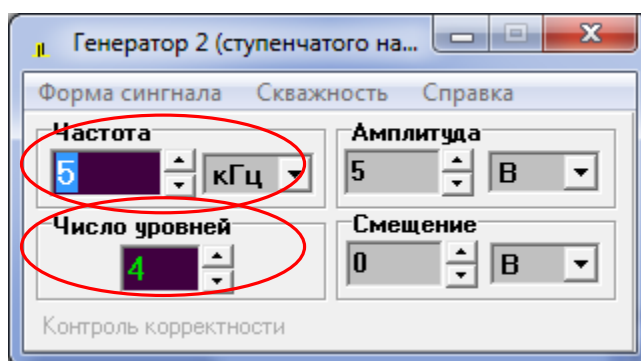 Генератор 2 (ступенчатого на...
Форма сингнала Скважность Справка
Частота Амплитуда
5 кГц 5 В
Число уровней Смещение
4 0 В
Контроль корректности